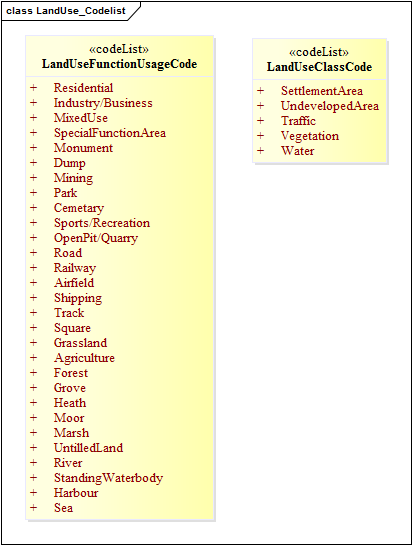 class LandUse_Codelist
«codeList»
LandUseFunctionUsageCode
+ Residential
+ Industry/Business
+ MixedUse
+ SpecialFunctionArea
+ Monument
+ Dump
+ Mining
+ Park
+ Cemetary
+ Sports/Recreation
+ OpenPit/Quarry
+ Road
+ Railway
+ Airfield
+ Shipping
+ Track
+ Square
+ Grassland
+ Agriculture
+ Forest
+ Grove
+ Heath
+ Moor
+ Marsh
+ UntilledLand
+ River
+ StandingWaterbody
+ Harbour
+ Sea
«codeList»
LandUseClassCode
+ SettlementArea
+ UndevelopedArea
+ Traffic
+ Vegetation
+ Water